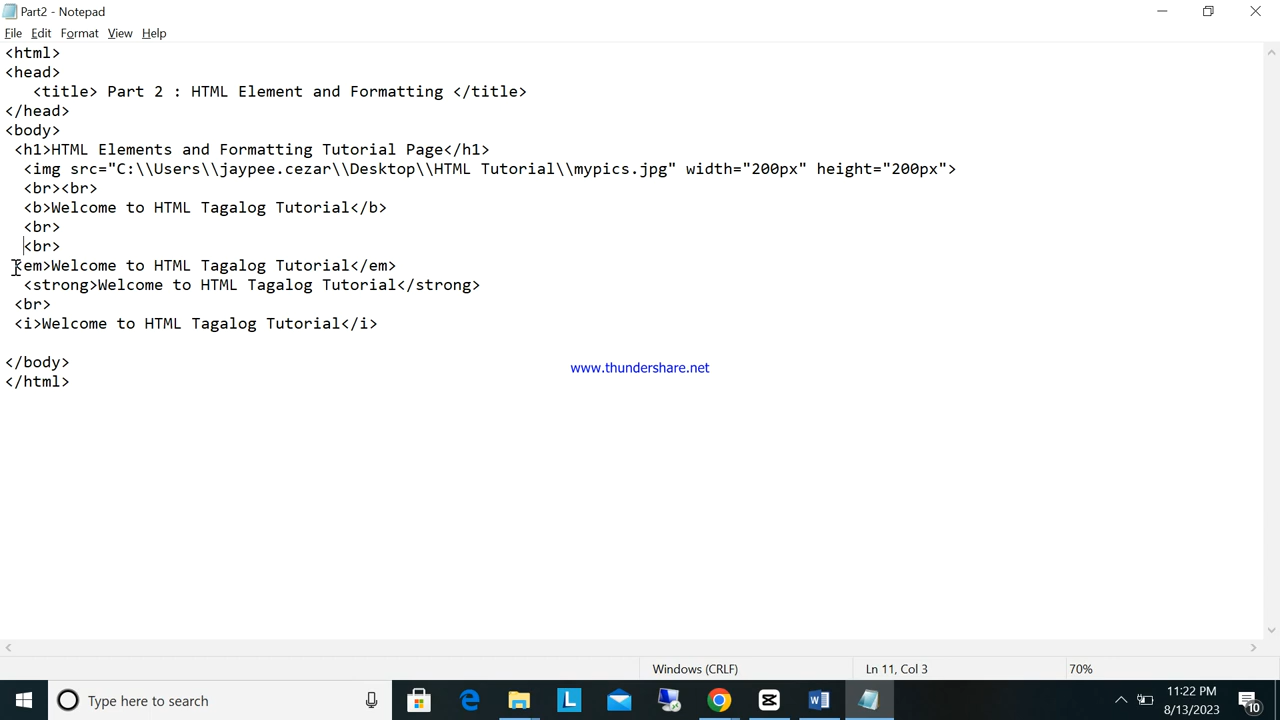 Part2 - Notepad
File Edit Format View Help
<html>
<head>
<title> Part 2 : HTML Element and Formatting </title>
</head>
<body>
<h1>HTML Elements and Formatting Tutorial Page</h1>
<img src="C:\\Users\\jaypee.cezar\\Desktop\\HTML Tutorial\\mypics.jpg" width="200px" height="200px">
<br><br>
<b>Welcome to HTML Tagalog Tutorial</b>
<br>
<br>
<em>Welcome to HTML Tagalog Tutorial</em>
<strong>Welcome to HTML Tagalog Tutorial</strong>
<br>
<i>Welcome to HTML Tagalog Tutorial</i>
</body>
www.thundershare.net
</html>
Windows (CRLF) Ln 11, Col 3 70%
Type here to search
L
W
11:22 PM
8/13/2023
10